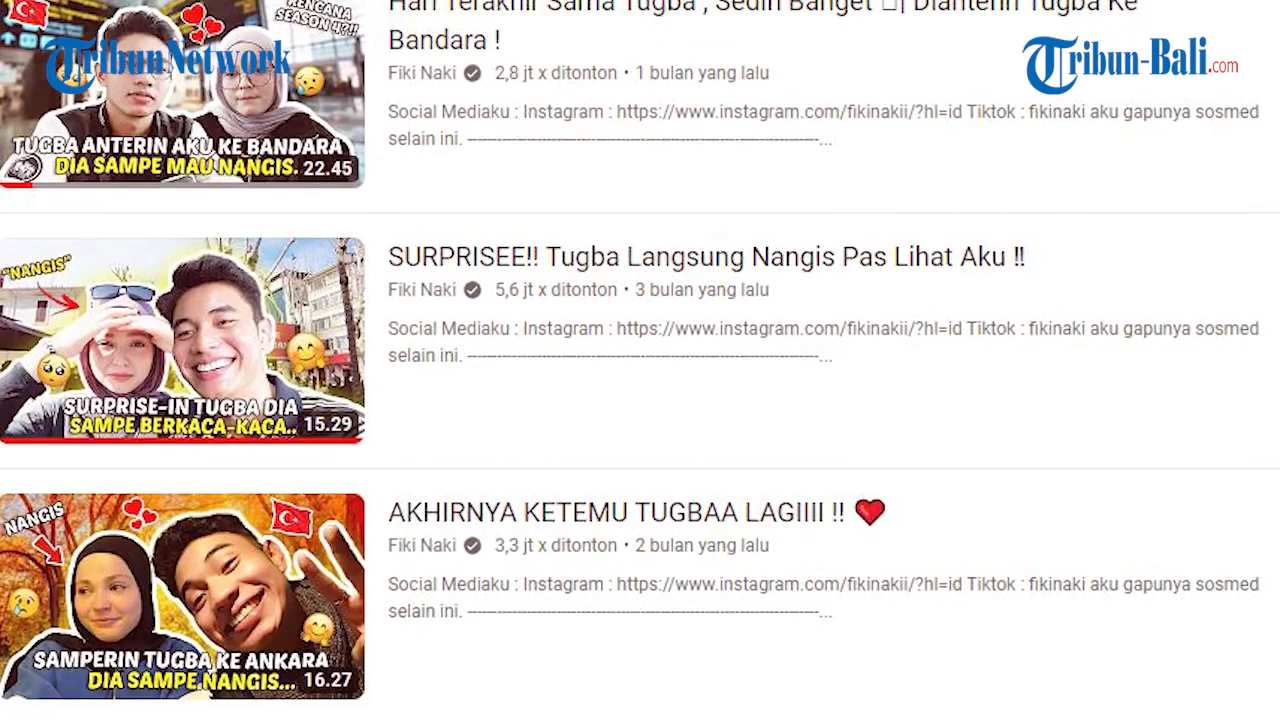 Hari Terakhir Sama Tugba , Sedih Banget | Dianterin Tugba Ke
Bandara !
Fiki Naki 2,8 jt x ditonton • 1 bulan yang lalu
Social Mediaku : Instagram : https://www.instagram.com/fikinakii/?hl=id Tiktok : fikinaki aku gapunya sosmed
selain ini. ------------------------------------------------------------...
RENCANA
SEASON 4?!!
Tribun Network
Tribun-Bali.com
TUGBA ANTERIN AKU KE BANDARA
DIA SAMPE MAU NANGIS.
22.45
SURPRISEE!! Tugba Langsung Nangis Pas Lihat Aku !!
Fiki Naki 5,6 jt x ditonton • 3 bulan yang lalu
Social Mediaku : Instagram : https://www.instagram.com/fikinakii/?hl=id Tiktok : fikinaki aku gapunya sosmed
selain ini. ------------------------------------------------------------...
"NANGIS"
SURPRISE-IN TUGBA DIA
SAMPE BERKACA-KACA..
15.29
AKHIRNYA KETEMU TUGBAA LAGIIII !! ❤️
Fiki Naki 3,3 jt x ditonton • 2 bulan yang lalu
Social Mediaku : Instagram : https://www.instagram.com/fikinakii/?hl=id Tiktok : fikinaki aku gapunya sosmed
selain ini. ------------------------------------------------------------...
NANGIS
SAMPERIN TUGBA KE ANKARA
DIA SAMPE NANGIS...
16.27